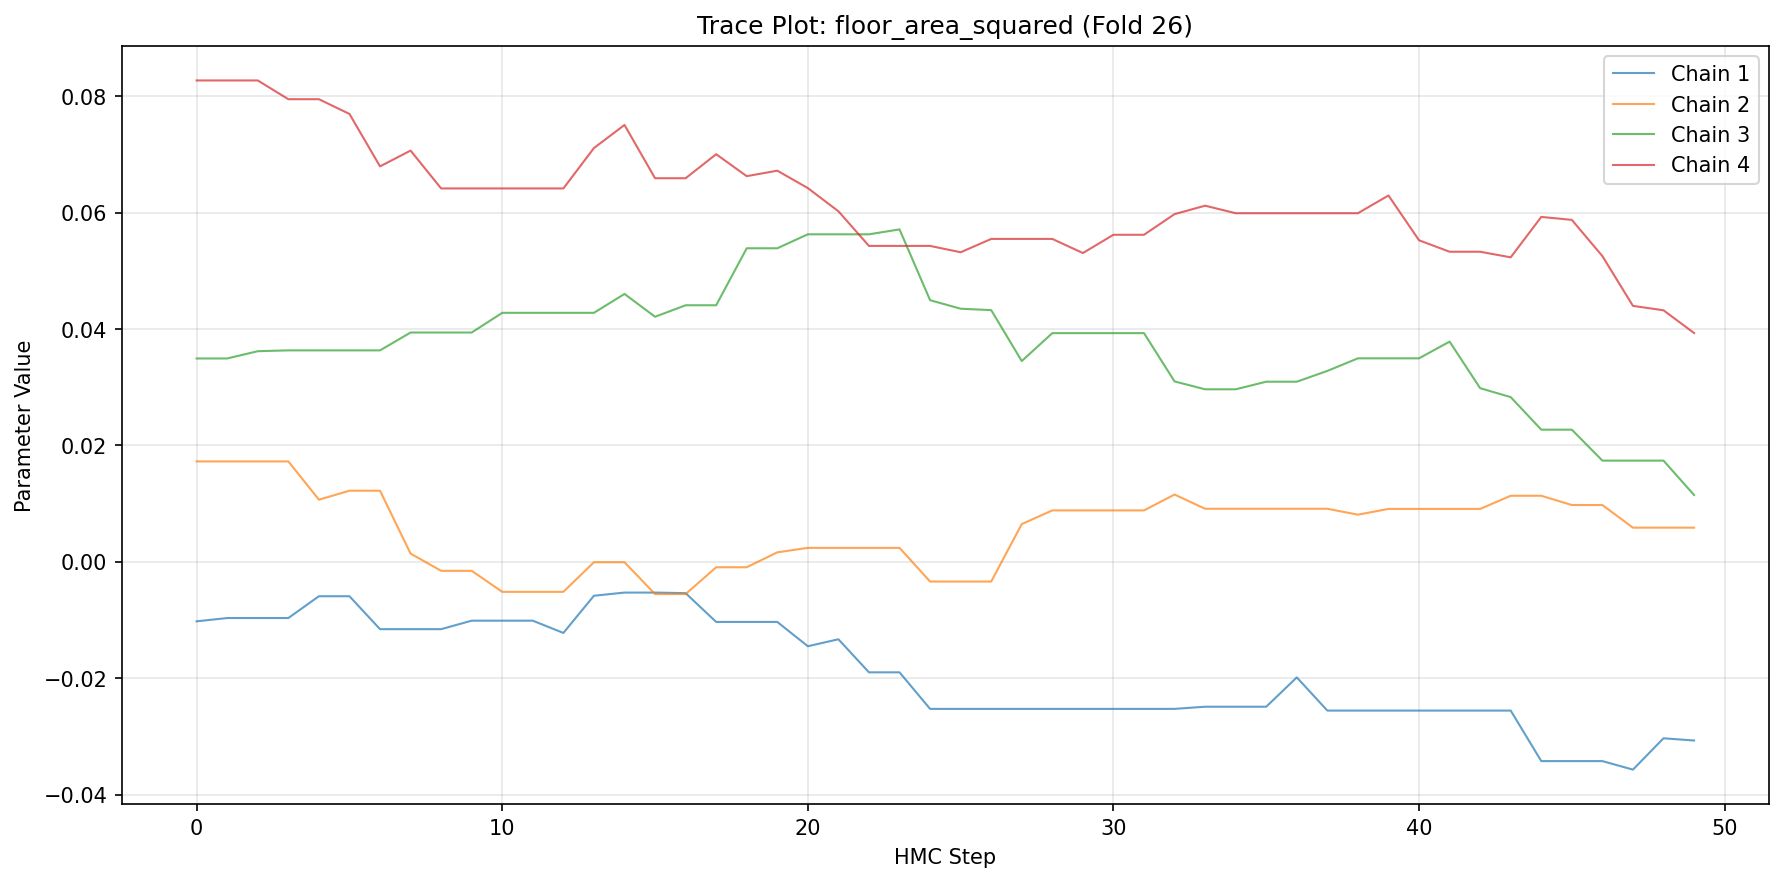 Trace Plot: floor_area_squared (Fold 26)
Chain 1
Chain 2
Chain 3
Chain 4
Parameter Value
0.08
0.06
0.04
0.02
0.00
−0.02
−0.04
0 10 20 30 40 50
HMC Step